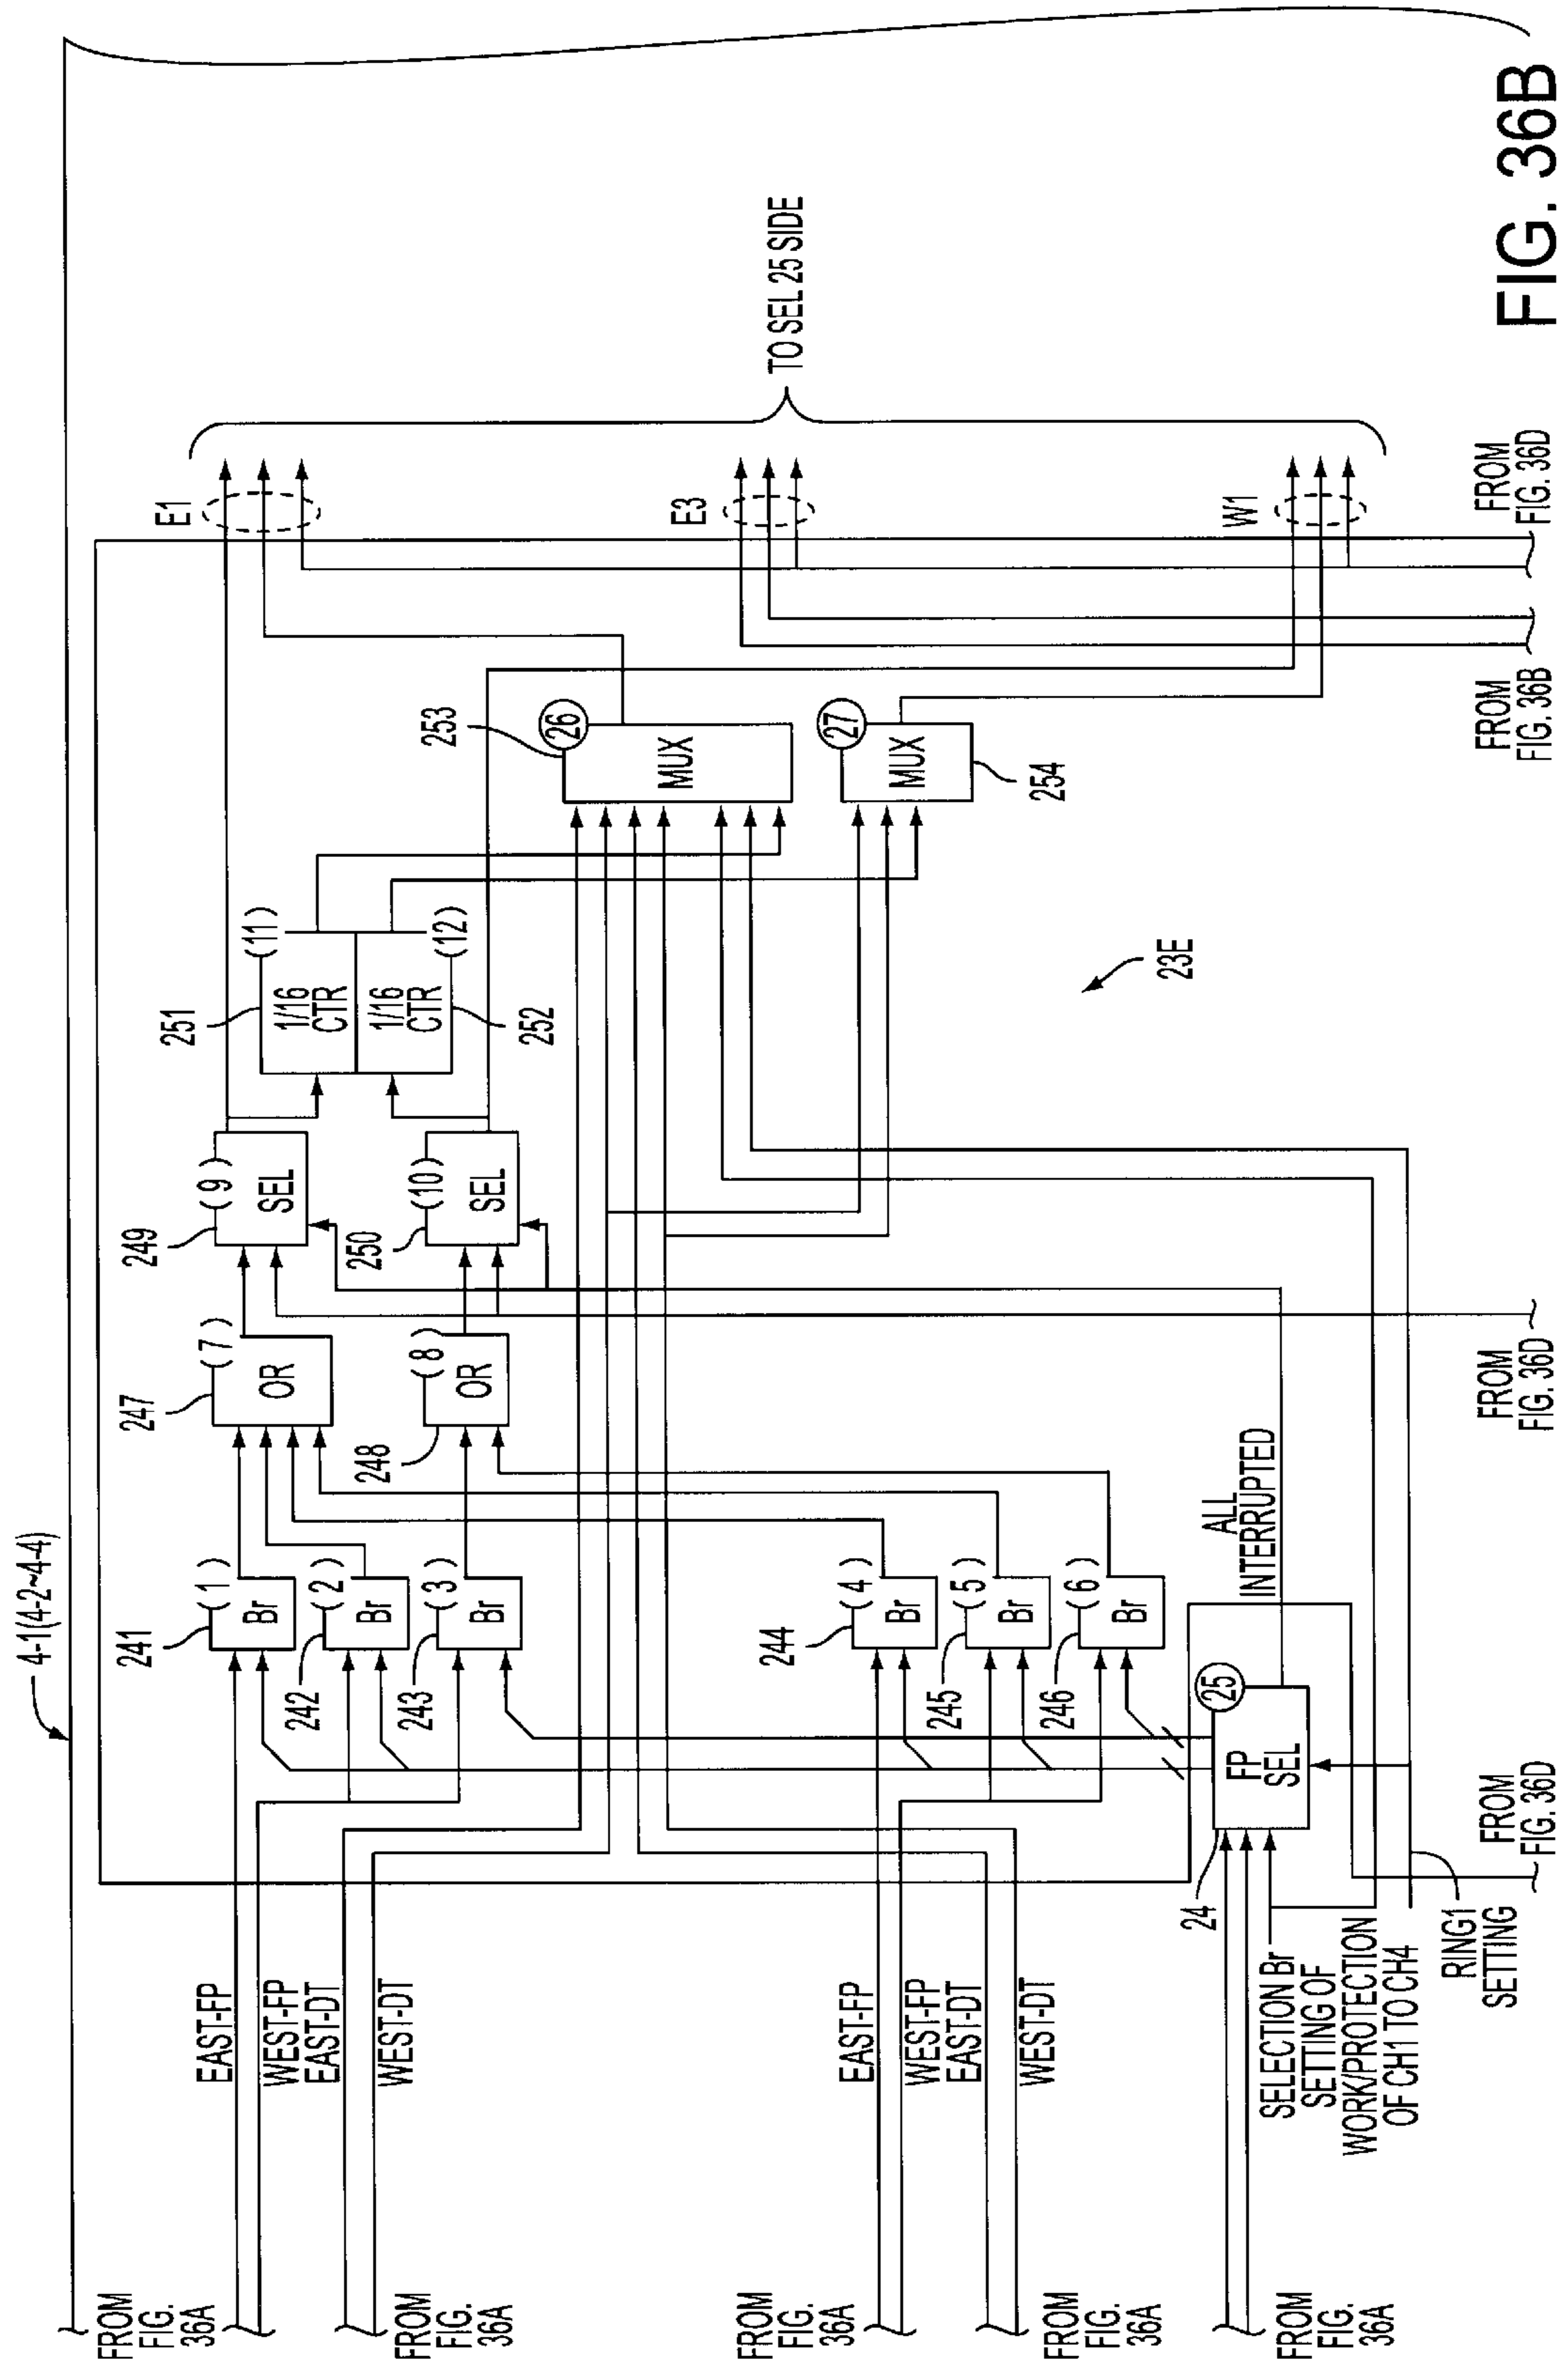 4-1(4-2~4-4)
FROM
FIG.
36A
FROM
FIG.
36A
FROM
FIG.
36A
FROM
FIG.
36A
FROM
FIG.
36A
EAST-FP
WEST-FP
EAST-DT
WEST-DT
EAST-FP
WEST-FP
EAST-DT
WEST-DT
SELECTION Br
SETTING OF
WORK/PROTECTION
OF CH1 TO CH4
RING1
SETTING
241
(1)
Br
242
(2)
Br
243
(3)
Br
244
(4)
Br
245
(5)
Br
246
(6)
Br
24
25
FP
SEL
ALL
INTERRUPTED
FROM
FIG. 36D
247
(7)
OR
248
(8)
OR
FROM
FIG. 36D
249
(9)
SEL
250
(10)
SEL
251
(11)
1/16
CTR
1/16
CTR
(12)
252
23E
253
26
MUX
27
MUX
254
FROM
FIG. 36B
FROM
FIG. 36D
E1
E3
W1
TO SEL 25 SIDE
FIG. 36B